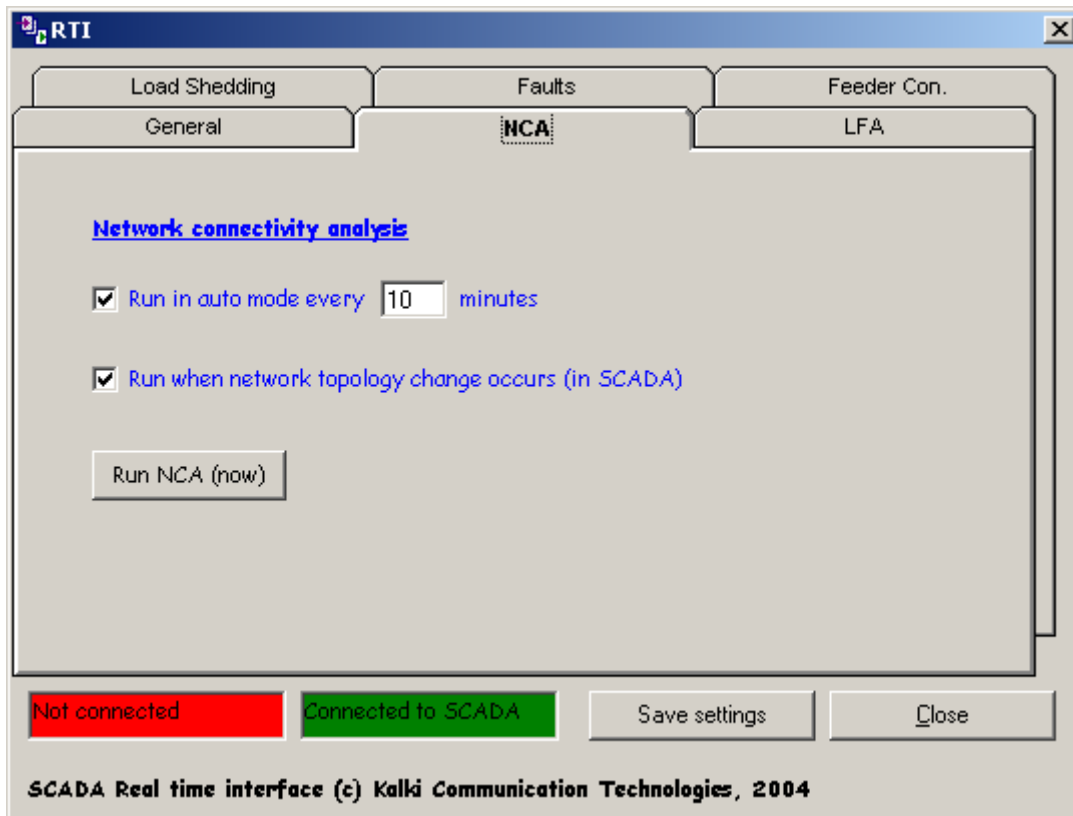 RTI
Load Shedding Faults Feeder Con.
General NCA LFA
Network connectivity analysis
Run in auto mode every 10 minutes
Run when network topology change occurs (in SCADA)
Run NCA (now)
Not connected Connected to SCADA Save settings Close
SCADA Real time interface (c) Kalki Communication Technologies, 2004